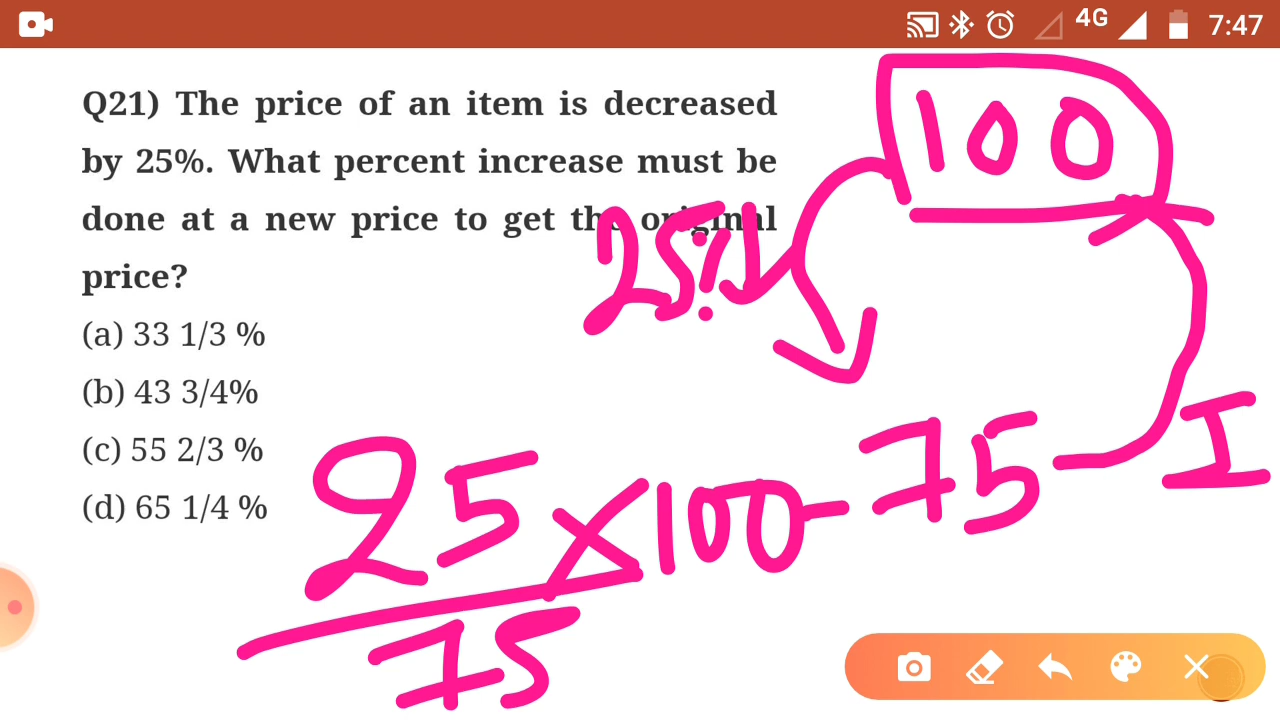 4G 7:47
Q21) The price of an item is decreased
by 25%. What percent increase must be
done at a new price to get the original
price?
(a) 33 1/3 %
(b) 43 3/4%
(c) 55 2/3 %
(d) 65 1/4 %
100
25%↓
75
I
25 × 100
75